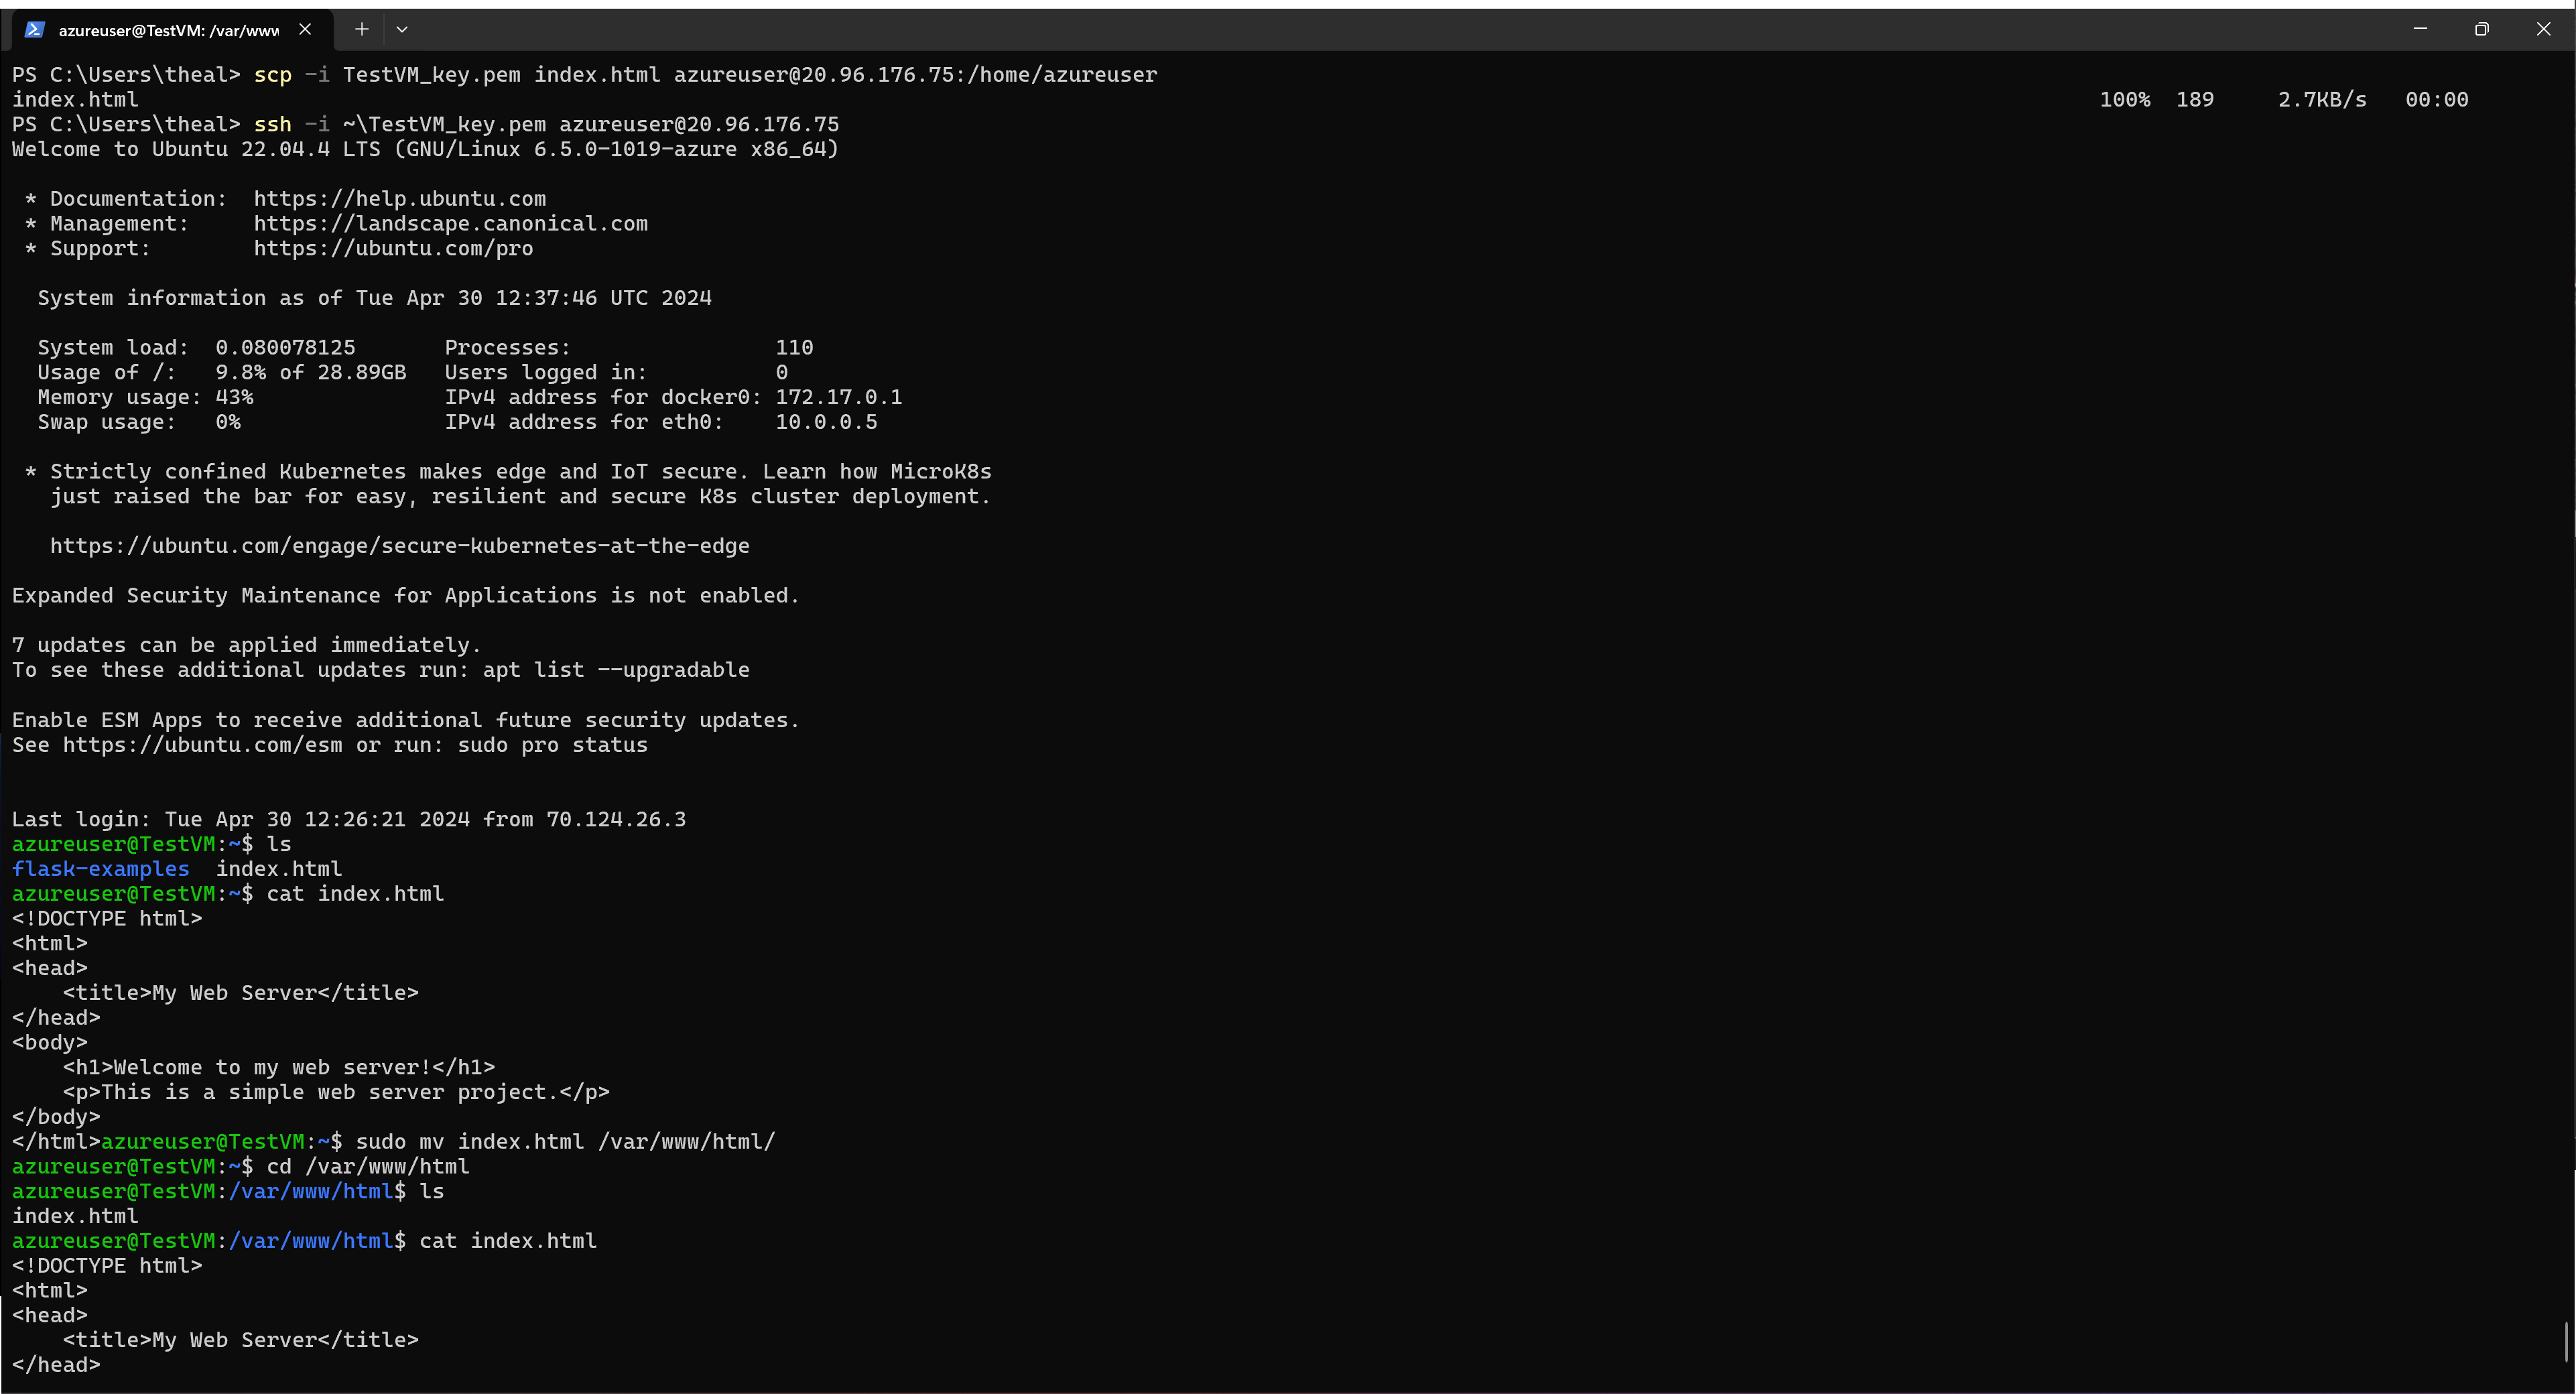 azureuser@TestVM: /var/www
PS C:\Users\theal> scp -i TestVM_key.pem index.html azureuser@20.96.176.75:/home/azureuser
index.html 100% 189 2.7KB/s 00:00
PS C:\Users\theal> ssh -i ~\TestVM_key.pem azureuser@20.96.176.75
Welcome to Ubuntu 22.04.4 LTS (GNU/Linux 6.5.0-1019-azure x86_64)
* Documentation: https://help.ubuntu.com
* Management: https://landscape.canonical.com
* Support: https://ubuntu.com/pro
System information as of Tue Apr 30 12:37:46 UTC 2024
System load: 0.080078125 Processes: 110
Usage of /: 9.8% of 28.89GB Users logged in: 0
Memory usage: 43% IPv4 address for docker0: 172.17.0.1
Swap usage: 0% IPv4 address for eth0: 10.0.0.5
* Strictly confined Kubernetes makes edge and IoT secure. Learn how MicroK8s
just raised the bar for easy, resilient and secure K8s cluster deployment.
https://ubuntu.com/engage/secure-kubernetes-at-the-edge
Expanded Security Maintenance for Applications is not enabled.
7 updates can be applied immediately.
To see these additional updates run: apt list --upgradable
Enable ESM Apps to receive additional future security updates.
See https://ubuntu.com/esm or run: sudo pro status
Last login: Tue Apr 30 12:26:21 2024 from 70.124.26.3
azureuser@TestVM:~$ ls
flask-examples index.html
azureuser@TestVM:~$ cat index.html
<!DOCTYPE html>
<html>
<head>
    <title>My Web Server</title>
</head>
<body>
    <h1>Welcome to my web server!</h1>
    <p>This is a simple web server project.</p>
</body>
</html>azureuser@TestVM:~$ sudo mv index.html /var/www/html/
azureuser@TestVM:~$ cd /var/www/html
azureuser@TestVM:/var/www/html$ ls
index.html
azureuser@TestVM:/var/www/html$ cat index.html
<!DOCTYPE html>
<html>
<head>
    <title>My Web Server</title>
</head>